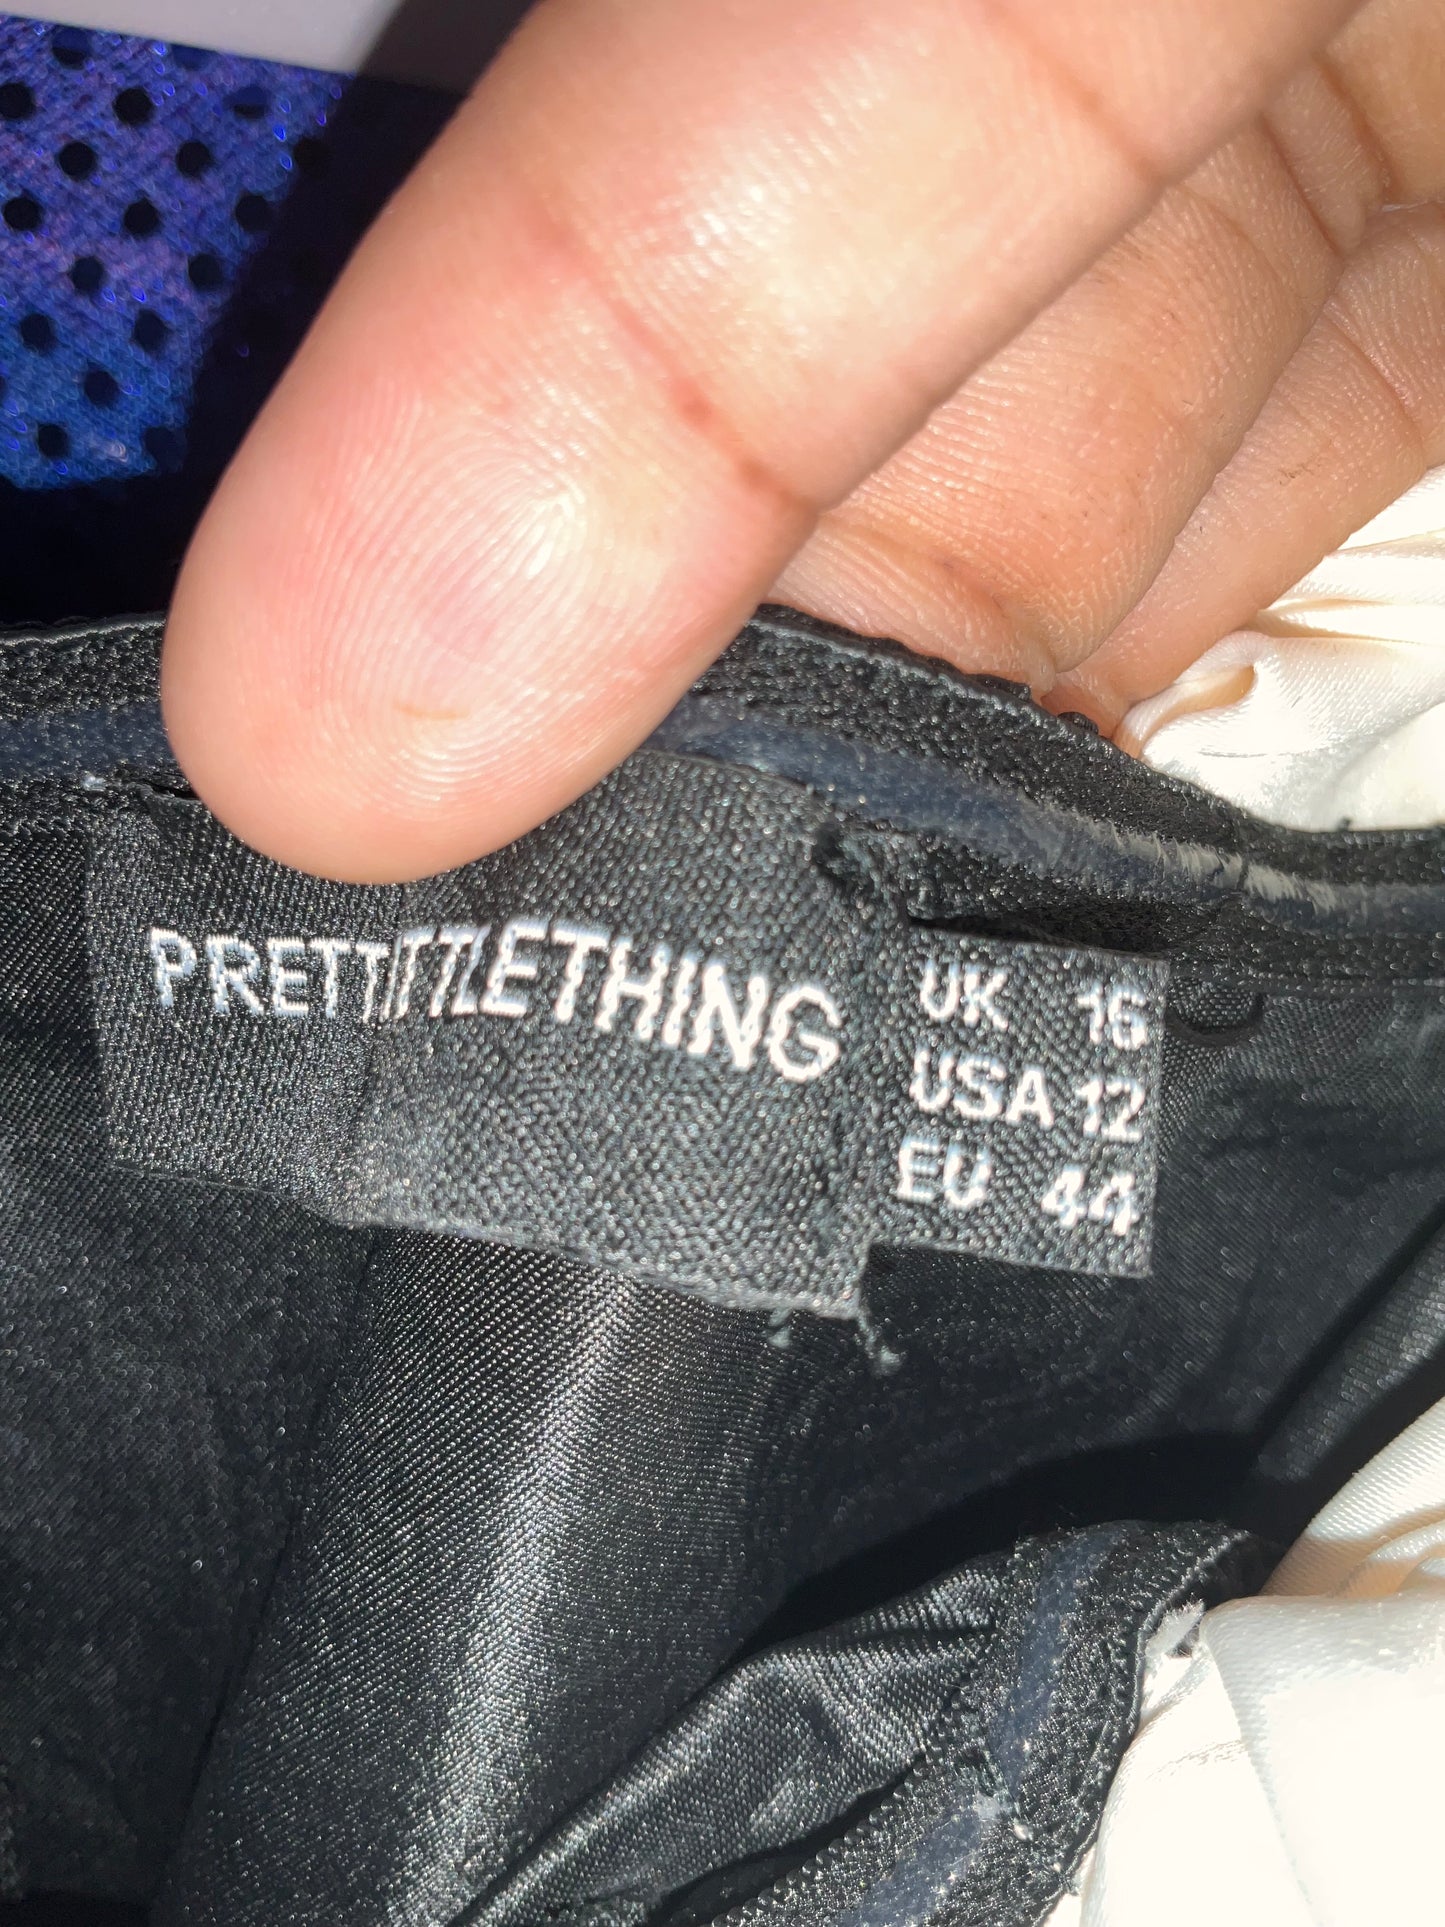 PRETTITTLETHING
UK 16
USA 12
EU 44